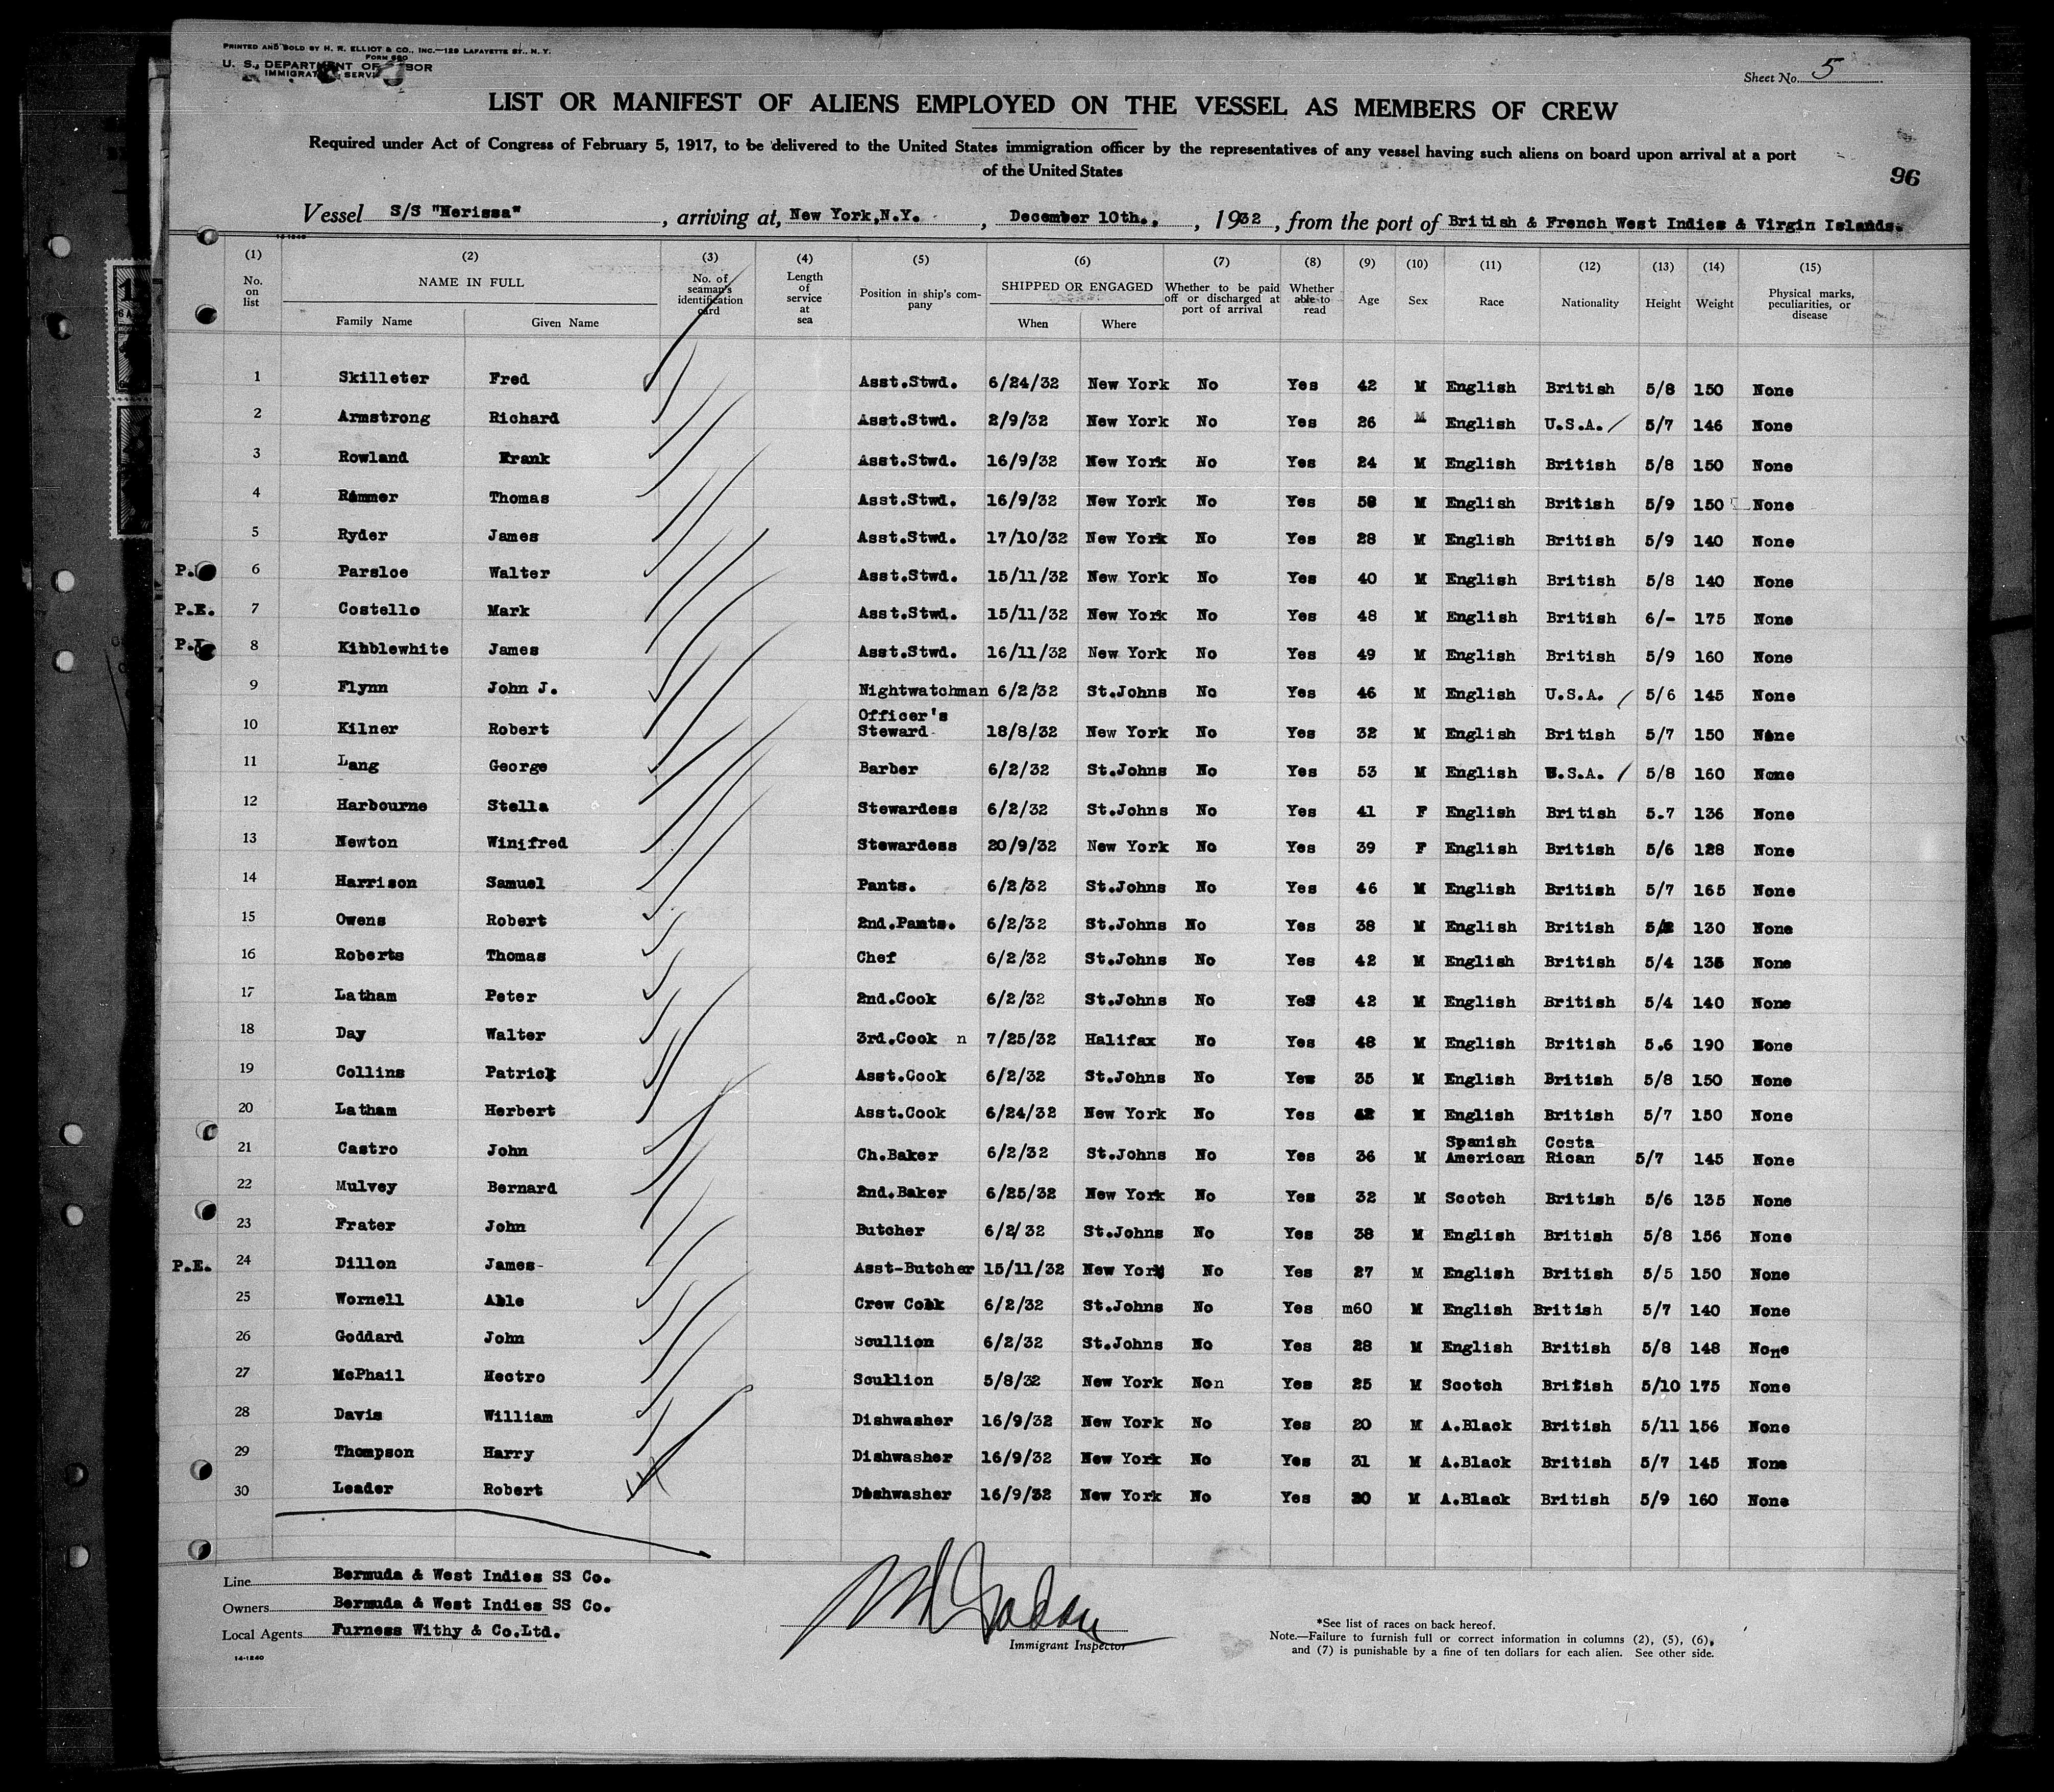 PRINTED AND SOLD BY H. R. ELLIOT & CO., INC.—129 LAFAYETTE ST., N. Y.
FORM 680
U. S. DEPARTMENT OF LABOR
IMMIGRATION SERVICE
Sheet No. 5
LIST OR MANIFEST OF ALIENS EMPLOYED ON THE VESSEL AS MEMBERS OF CREW
Required under Act of Congress of February 5, 1917, to be delivered to the United States immigration officer by the representatives of any vessel having such aliens on board upon arrival at a port
of the United States
96
Vessel S/S "Nerissa", arriving at, New York,N.Y., December 10th., 1932, from the port of British & French West Indies & Virgin Islands.
14-1240
(1) (2) (3) (4) (5) (6) (7) (8) (9) (10) (11) (12) (13) (14) (15)
No. on list NAME IN FULL No. of seaman's identification card Length of service at sea Position in ship's company SHIPPED OR ENGAGED Whether to be paid off or discharged at port of arrival Whether able to read Age Sex Race Nationality Height Weight Physical marks, peculiarities, or disease
Family Name Given Name When Where
1 Skilleter Fred Asst.Stwd. 6/24/32 New York No Yes 42 M English British 5/8 150 None
2 Armstrong Richard Asst.Stwd. 2/9/32 New York No Yes 26 M English U.S.A. 5/7 146 None
3 Rowland Frank Asst.Stwd. 16/9/32 New York No Yes 24 M English British 5/8 150 None
4 Rimmer Thomas Asst.Stwd. 16/9/32 New York No Yes 58 M English British 5/9 150 None
5 Ryder James Asst.Stwd. 17/10/32 New York No Yes 28 M English British 5/9 140 None
P. 6 Parsloe Walter Asst.Stwd. 15/11/32 New York No Yes 40 M English British 5/8 140 None
P.E. 7 Costello Mark Asst.Stwd. 15/11/32 New York No Yes 48 M English British 6/- 175 None
P. 8 Kibblewhite James Asst.Stwd. 16/11/32 New York No Yes 49 M English British 5/9 160 None
9 Flynn John J. Nightwatchman 6/2/32 St.Johns No Yes 46 M English U.S.A. 5/6 145 None
10 Kilner Robert Officer's Steward 18/8/32 New York No Yes 32 M English British 5/7 150 None
11 Lang George Barber 6/2/32 St.Johns No Yes 53 M English U.S.A. 5/8 160 None
12 Harbourne Stella Stewardess 6/2/32 St.Johns No Yes 41 F English British 5.7 136 None
13 Newton Winifred Stewardess 20/9/32 New York No Yes 39 F English British 5/6 128 None
14 Harrison Samuel Pants. 6/2/32 St.Johns No Yes 46 M English British 5/7 165 None
15 Owens Robert 2nd.Pants. 6/2/32 St.Johns No Yes 38 M English British 5/2 130 None
16 Roberts Thomas Chef 6/2/32 St.Johns No Yes 42 M English British 5/4 135 None
17 Latham Peter 2nd.Cook 6/2/32 St.Johns No Yes 42 M English British 5/4 140 None
18 Day Walter 3rd.Cook n 7/25/32 Halifax No Yes 48 M English British 5.6 190 None
19 Collins Patrick Asst.Cook 6/2/32 St.Johns No Yes 35 M English British 5/8 150 None
20 Latham Herbert Asst.Cook 6/24/32 New York No Yes M English British 5/7 150 None
21 Castro John Ch.Baker 6/2/32 St.Johns No Yes 36 M Spanish American Costa Rican 5/7 145 None
22 Mulvey Bernard 2nd.Baker 6/25/32 New York No Yes 32 M Scotch British 5/6 135 None
23 Frater John Butcher 6/2/32 St.Johns No Yes 38 M English British 5/8 156 None
P.E. 24 Dillon James Asst-Butcher 15/11/32 New York No Yes 27 M English British 5/5 150 None
25 Wornell Able Crew Cook 6/2/32 St.Johns No Yes m60 M English British 5/7 140 None
26 Goddard John Scullion 6/2/32 St.Johns No Yes 28 M English British 5/8 148 None
27 McPhail Hectro Scullion 5/8/32 New York Non Yes 25 M Scotch British 5/10 175 None
28 Davis William Dishwasher 16/9/32 New York No Yes 20 M A.Black British 5/11 156 None
29 Thompson Harry Dishwasher 16/9/32 New York No Yes 31 M A.Black British 5/7 145 None
30 Leader Robert Dishwasher 16/9/32 New York No Yes M A.Black British 5/9 160 None
Line Bermuda & West Indies SS Co.
Owners Bermuda & West Indies SS Co.
Local Agents Furness Withy & Co.Ltd.
14-1240
Immigrant Inspector
*See list of races on back hereof.
Note.—Failure to furnish full or correct information in columns (2), (5), (6),
and (7) is punishable by a fine of ten dollars for each alien. See other side.